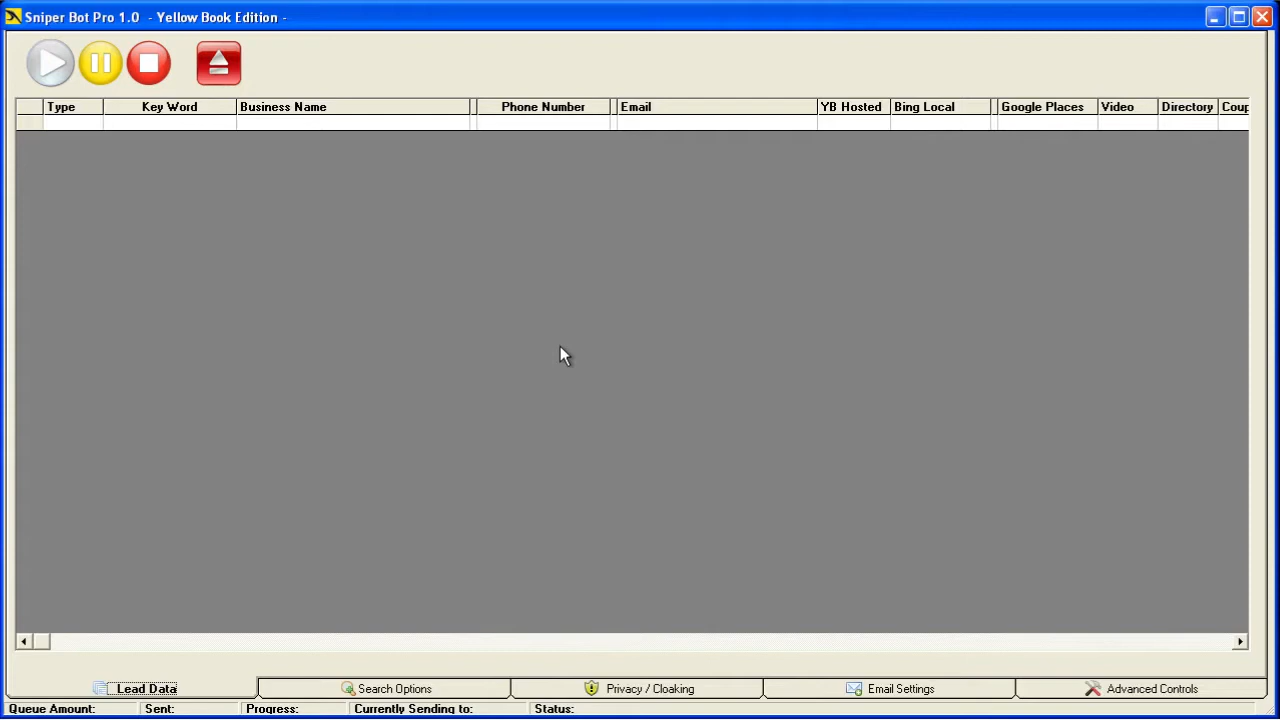 Sniper Bot Pro 1.0 - Yellow Book Edition -
Type Key Word Business Name Phone Number Email YB Hosted Bing Local Google Places Video Directory Coup
Lead Data Search Options Privacy / Cloaking Email Settings Advanced Controls
Queue Amount: Sent: Progress: Currently Sending to: Status: